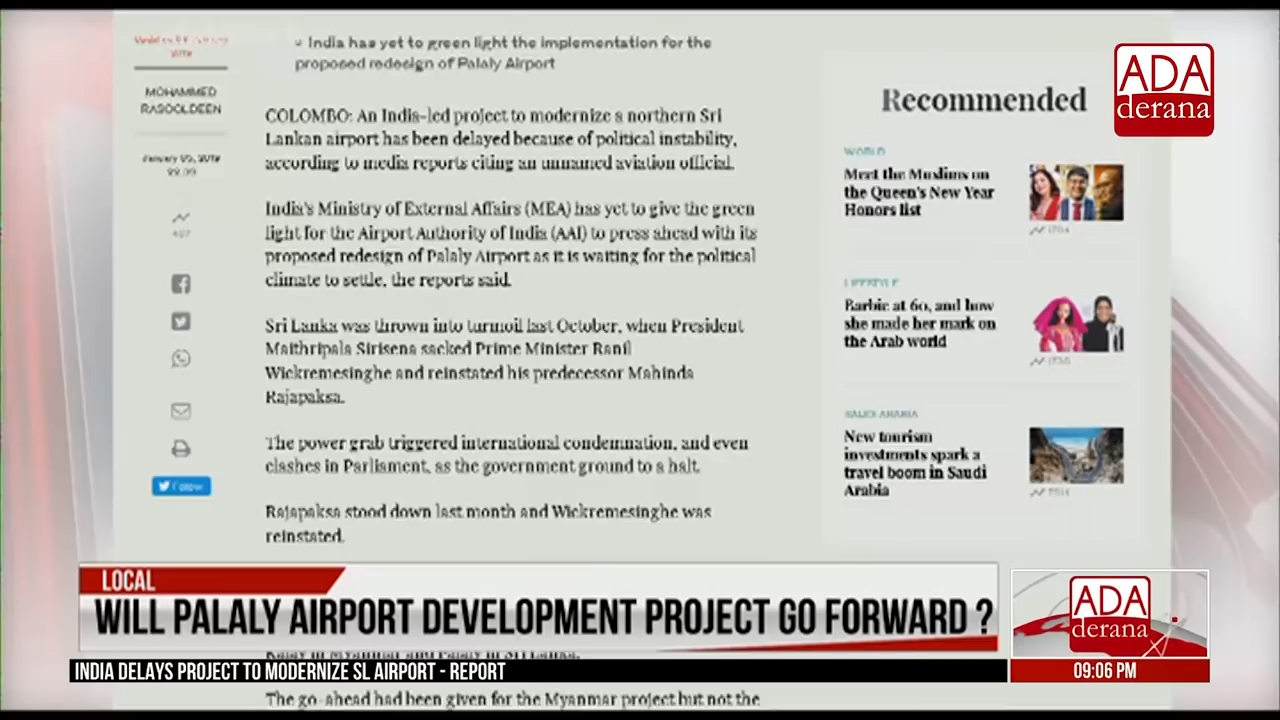 India has yet to green light the implementation for the
proposed redesign of Palaly Airport
MOHAMMED
RASOOLDEEN
January 05, 2019
COLOMBO: An India-led project to modernize a northern Sri
Lankan airport has been delayed because of political instability,
according to media reports citing an unnamed aviation official.
India's Ministry of External Affairs (MEA) has yet to give the green
light for the Airport Authority of India (AAI) to press ahead with its
proposed redesign of Palaly Airport as it is waiting for the political
climate to settle, the reports said.
Sri Lanka was thrown into turmoil last October, when President
Maithripala Sirisena sacked Prime Minister Ranil
Wickremesinghe and reinstated his predecessor Mahinda
Rajapaksa.
The power grab triggered international condemnation, and even
clashes in Parliament, as the government ground to a halt.
Rajapaksa stood down last month and Wickremesinghe was
reinstated.
The go-ahead had been given for the Myanmar project but not the
Follow
Recommended
WORLD
Meet the Muslims on
the Queen's New Year
Honors list
LIFESTYLE
Barbie at 60, and how
she made her mark on
the Arab world
SAUDI ARABIA
New tourism
investments spark a
travel boom in Saudi
Arabia
ADA
derana
LOCAL
WILL PALALY AIRPORT DEVELOPMENT PROJECT GO FORWARD ?
INDIA DELAYS PROJECT TO MODERNIZE SL AIRPORT - REPORT
ADA
derana
09:06 PM